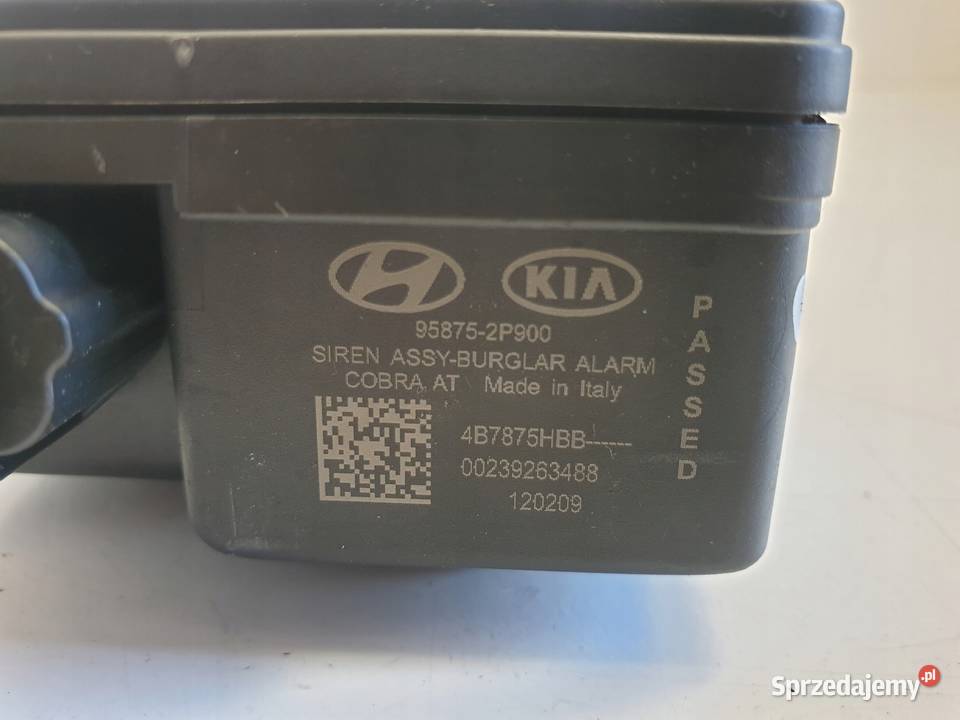 KIA
95875-2P900
SIREN ASSY-BURGLAR ALARM
COBRA AT Made in Italy
4B7875HBB------
00239263488
120209
PASSED
Sprzedajemy.pl